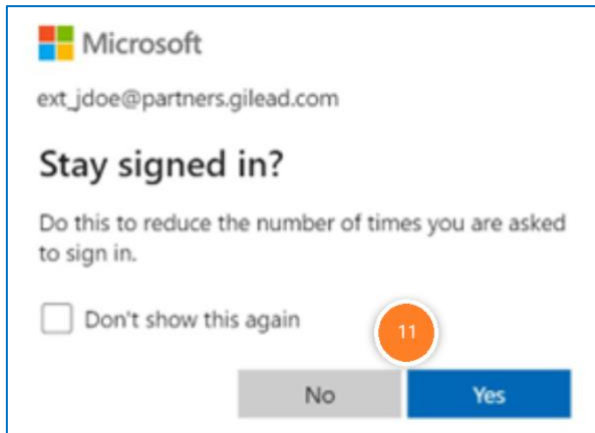 Microsoft
ext_jdoe@partners.gilead.com
Stay signed in?
Do this to reduce the number of times you are asked
to sign in.
Don't show this again
11
No
Yes